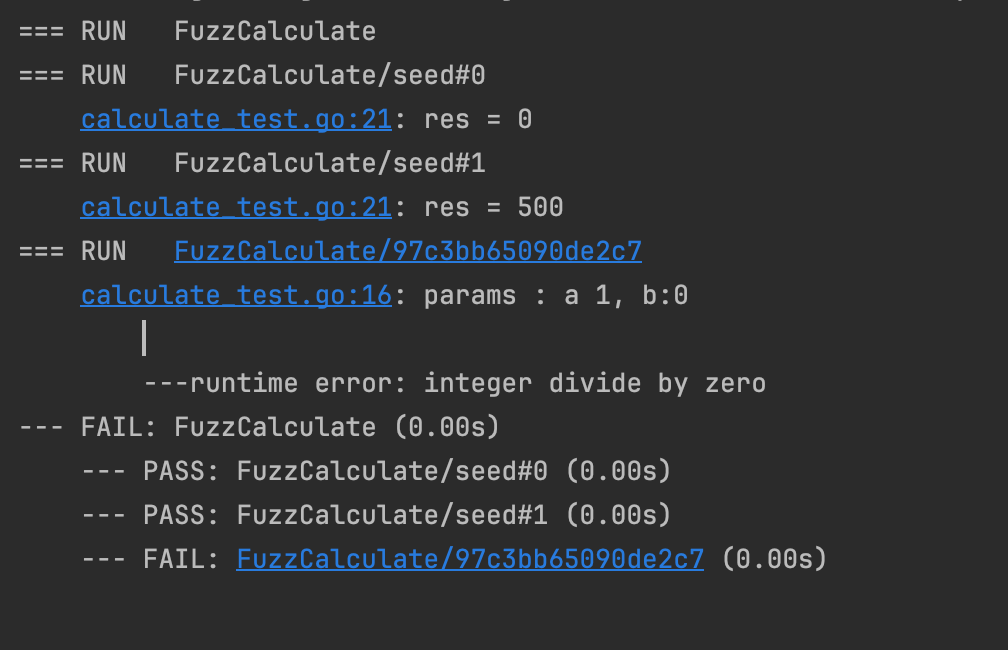 === RUN   FuzzCalculate
=== RUN   FuzzCalculate/seed#0
    calculate_test.go:21: res = 0
=== RUN   FuzzCalculate/seed#1
    calculate_test.go:21: res = 500
=== RUN   FuzzCalculate/97c3bb65090de2c7
    calculate_test.go:16: params : a 1, b:0
        ---runtime error: integer divide by zero
--- FAIL: FuzzCalculate (0.00s)
    --- PASS: FuzzCalculate/seed#0 (0.00s)
    --- PASS: FuzzCalculate/seed#1 (0.00s)
    --- FAIL: FuzzCalculate/97c3bb65090de2c7 (0.00s)